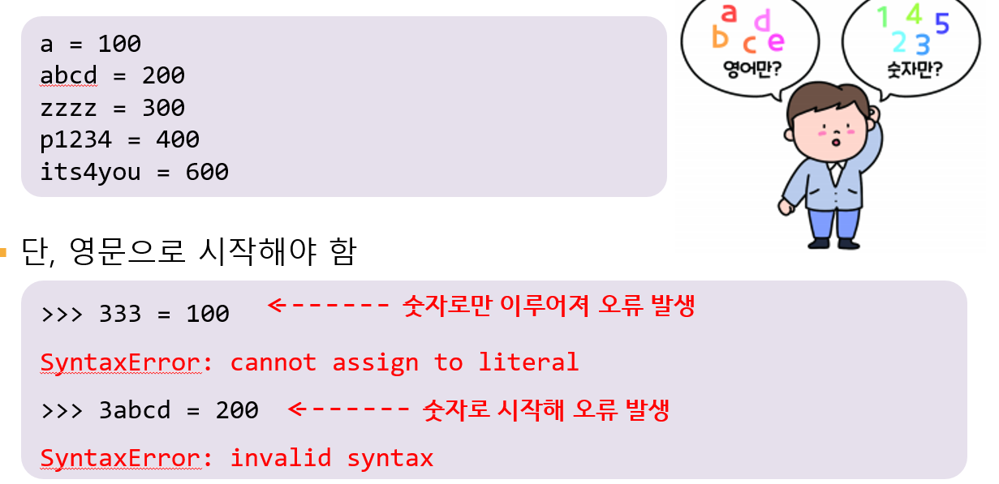 a = 100
abcd = 200
zzzz = 300
p1234 = 400
its4you = 600
a d
b c e
영어만?
1 4 5
2 3
숫자만?
단, 영문으로 시작해야 함
>>> 333 = 100 <------- 숫자로만 이루어져 오류 발생
SyntaxError: cannot assign to literal
>>> 3abcd = 200 <------- 숫자로 시작해 오류 발생
SyntaxError: invalid syntax